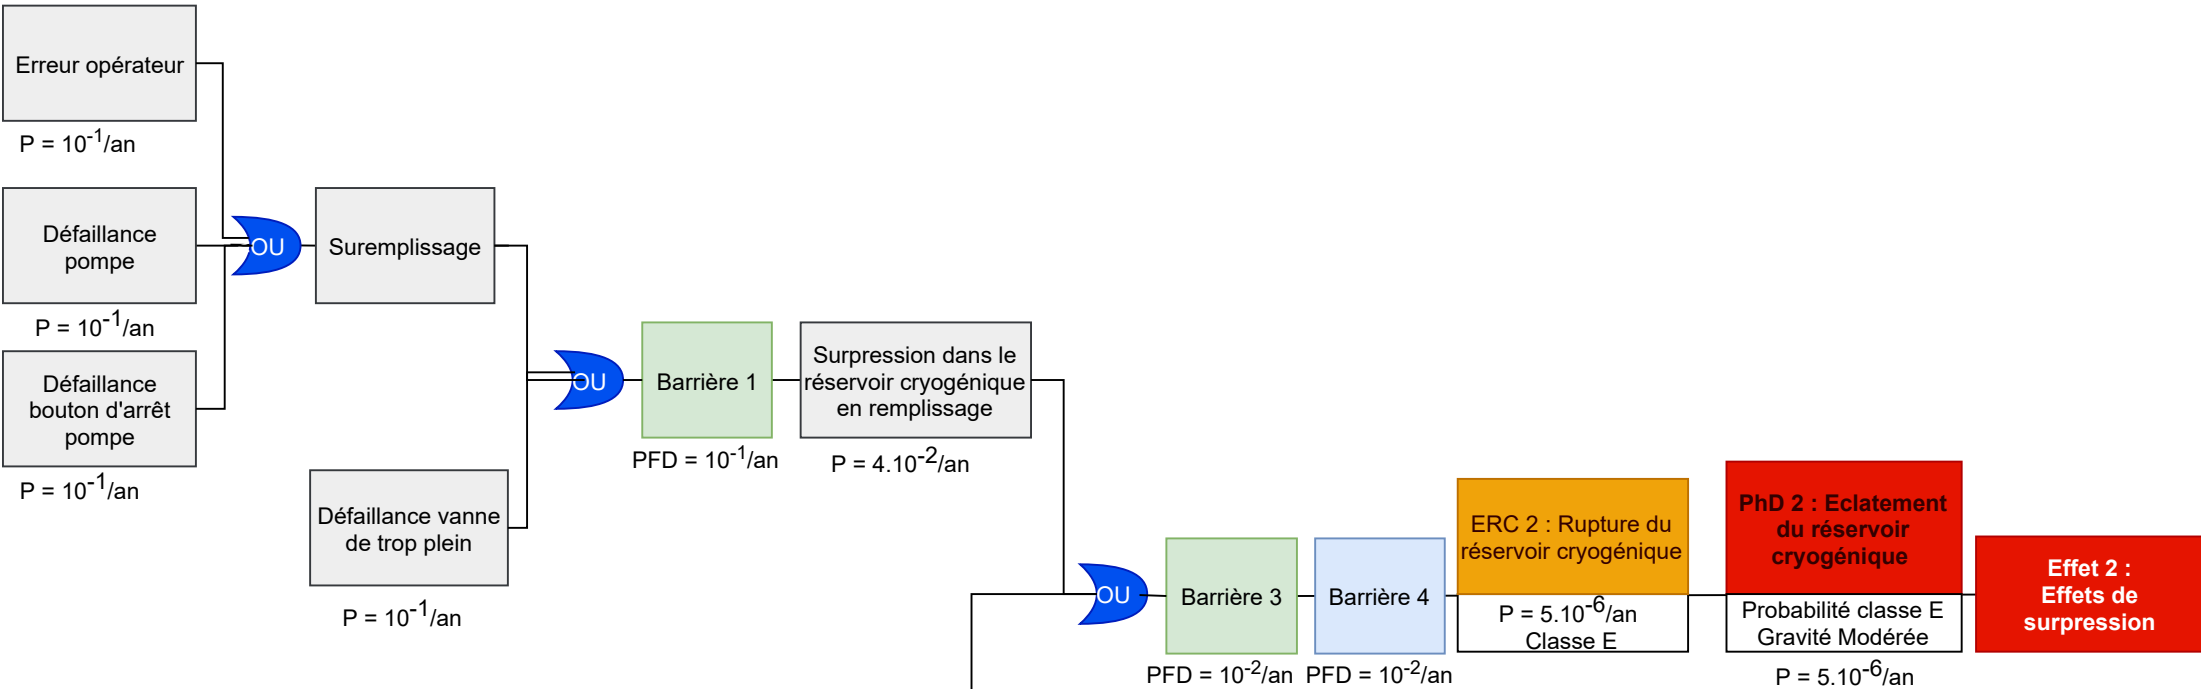 Erreur opérateur
P = 10⁻¹/an
Défaillance
pompe
P = 10⁻¹/an
Défaillance
bouton d'arrêt
pompe
P = 10⁻¹/an
OU
Suremplissage
Défaillance vanne
de trop plein
P = 10⁻¹/an
OU
Barrière 1
PFD = 10⁻¹/an
Surpression dans le
réservoir cryogénique
en remplissage
P = 4.10⁻²/an
OU
Barrière 3
PFD = 10⁻²/an
Barrière 4
PFD = 10⁻²/an
ERC 2 : Rupture du
réservoir cryogénique
P = 5.10⁻⁶/an
Classe E
PhD 2 : Eclatement
du réservoir
cryogénique
Probabilité classe E
Gravité Modérée
P = 5.10⁻⁶/an
Effet 2 :
Effets de
surpression